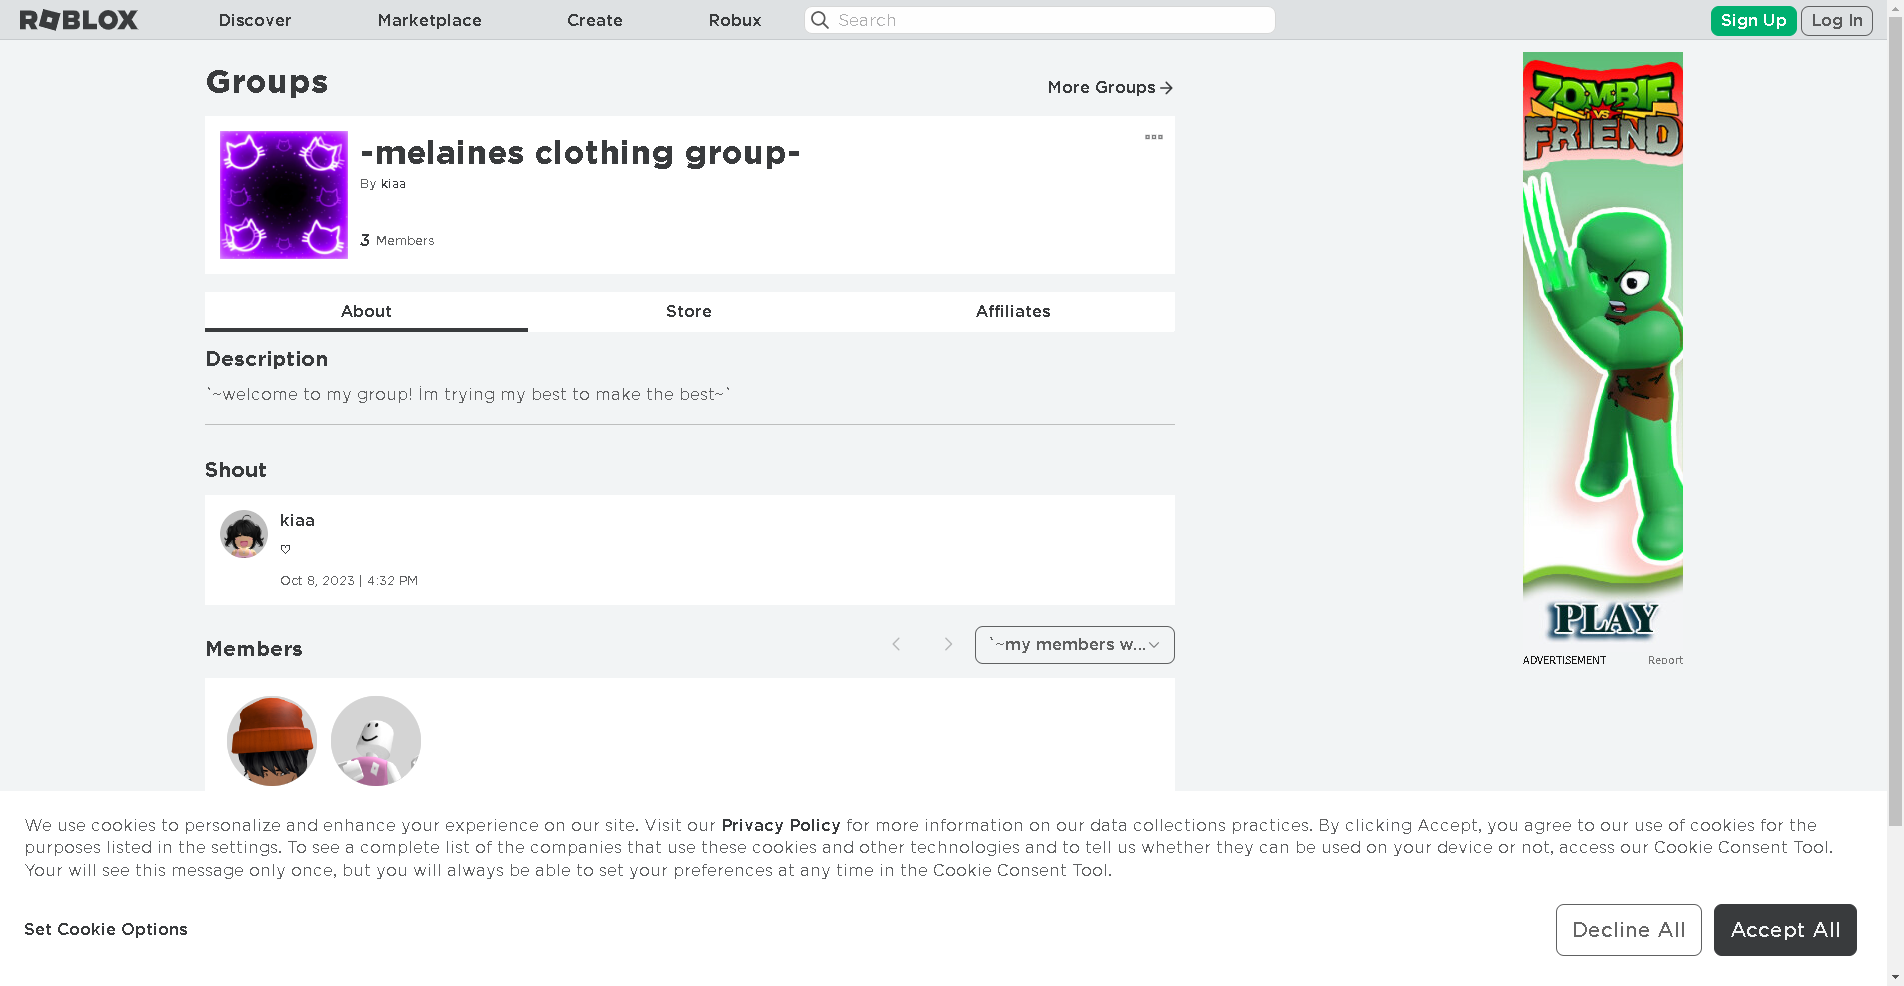 ROBLOX Discover Marketplace Create Robux Search Sign Up Log In
Groups
More Groups
-melaines clothing group-
By kiaa
3 Members
About Store Affiliates
Description
`~welcome to my group! Im trying my best to make the best~`
Shout
kiaa
♡
Oct 8, 2023 | 4:32 PM
Members
`~my members w...
ZOMBIE
VS
FRIEND
PLAY
ADVERTISEMENT Report
We use cookies to personalize and enhance your experience on our site. Visit our Privacy Policy for more information on our data collections practices. By clicking Accept, you agree to our use of cookies for the
purposes listed in the settings. To see a complete list of the companies that use these cookies and other technologies and to tell us whether they can be used on your device or not, access our Cookie Consent Tool.
Your will see this message only once, but you will always be able to set your preferences at any time in the Cookie Consent Tool.
Set Cookie Options
Decline All Accept All